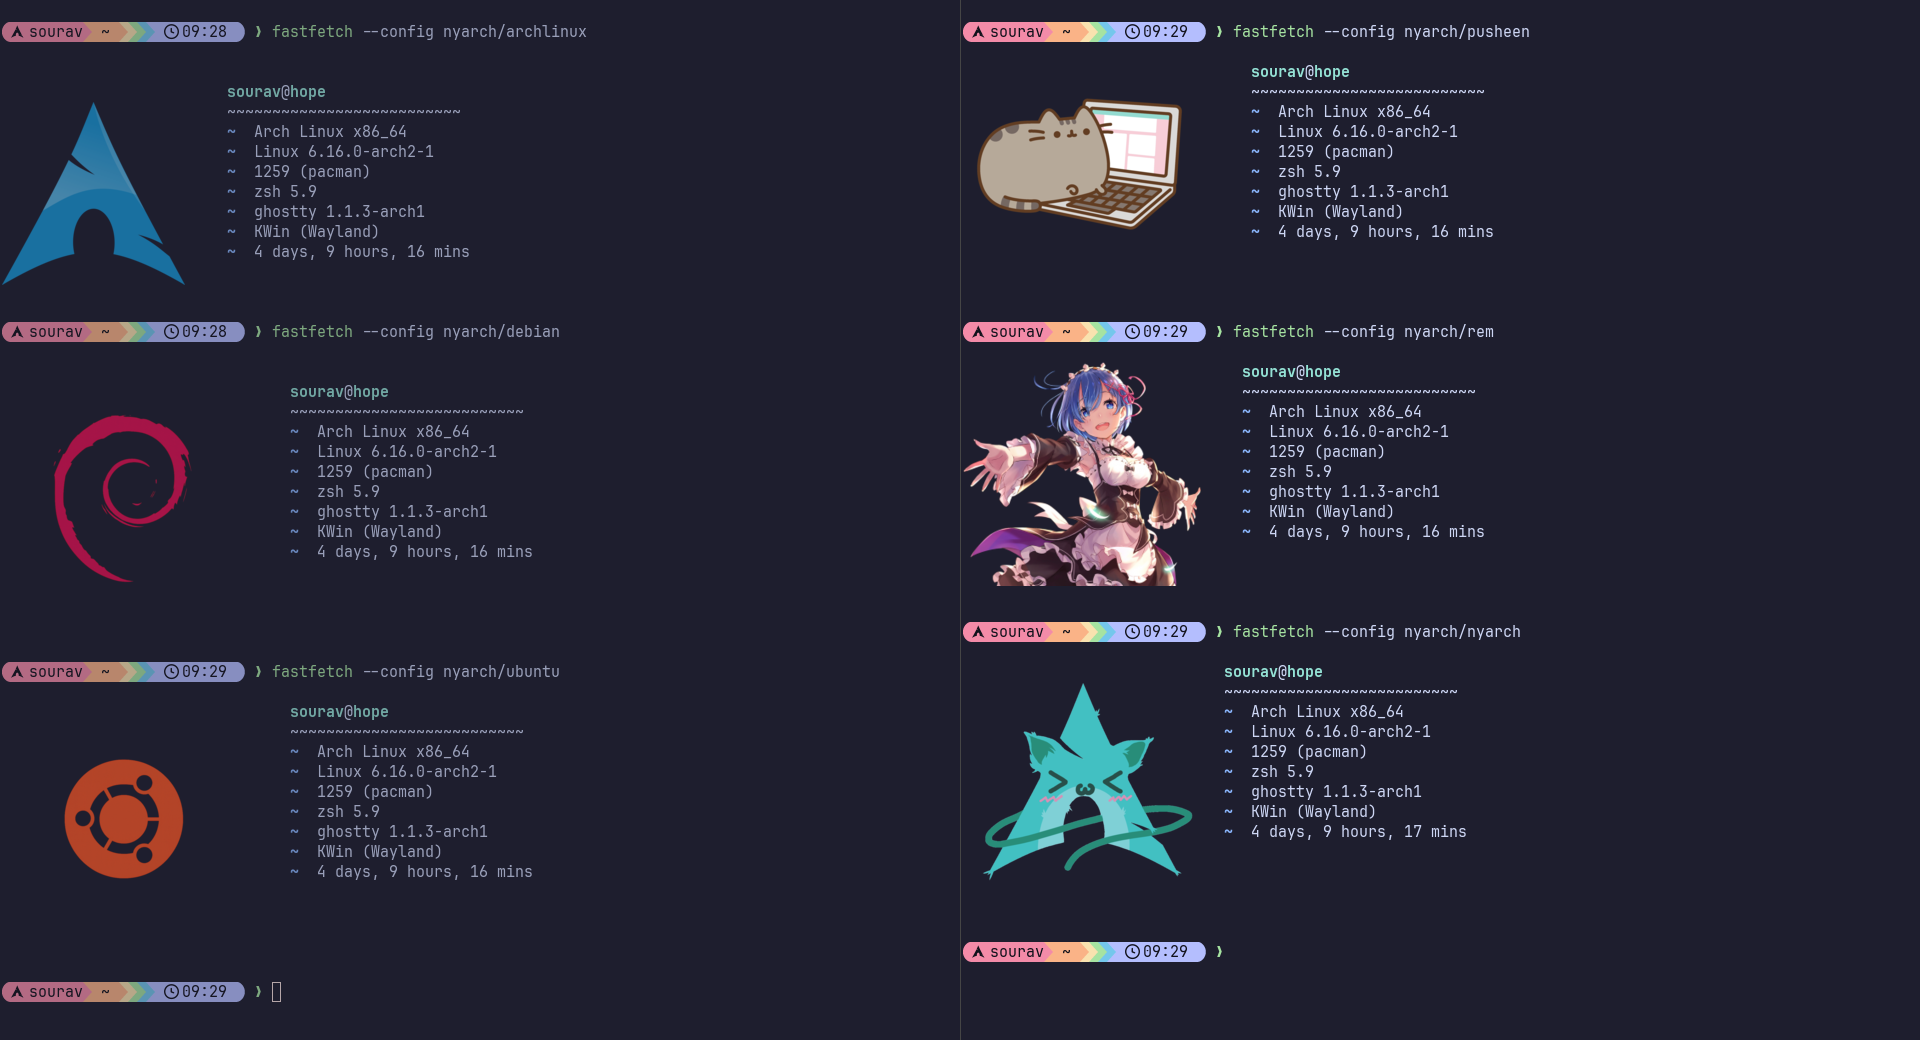 sourav ~ 09:28 ❯ fastfetch --config nyarch/archlinux
sourav@hope
~~~~~~~~~~~~~~~~~~~~~~~~~~
~ Arch Linux x86_64
~ Linux 6.16.0-arch2-1
~ 1259 (pacman)
~ zsh 5.9
~ ghostty 1.1.3-arch1
~ KWin (Wayland)
~ 4 days, 9 hours, 16 mins
sourav ~ 09:28 ❯ fastfetch --config nyarch/debian
sourav@hope
~~~~~~~~~~~~~~~~~~~~~~~~~~
~ Arch Linux x86_64
~ Linux 6.16.0-arch2-1
~ 1259 (pacman)
~ zsh 5.9
~ ghostty 1.1.3-arch1
~ KWin (Wayland)
~ 4 days, 9 hours, 16 mins
sourav ~ 09:29 ❯ fastfetch --config nyarch/ubuntu
sourav@hope
~~~~~~~~~~~~~~~~~~~~~~~~~~
~ Arch Linux x86_64
~ Linux 6.16.0-arch2-1
~ 1259 (pacman)
~ zsh 5.9
~ ghostty 1.1.3-arch1
~ KWin (Wayland)
~ 4 days, 9 hours, 16 mins
sourav ~ 09:29 ❯
sourav ~ 09:29 ❯ fastfetch --config nyarch/pusheen
sourav@hope
~~~~~~~~~~~~~~~~~~~~~~~~~~
~ Arch Linux x86_64
~ Linux 6.16.0-arch2-1
~ 1259 (pacman)
~ zsh 5.9
~ ghostty 1.1.3-arch1
~ KWin (Wayland)
~ 4 days, 9 hours, 16 mins
sourav ~ 09:29 ❯ fastfetch --config nyarch/rem
sourav@hope
~~~~~~~~~~~~~~~~~~~~~~~~~~
~ Arch Linux x86_64
~ Linux 6.16.0-arch2-1
~ 1259 (pacman)
~ zsh 5.9
~ ghostty 1.1.3-arch1
~ KWin (Wayland)
~ 4 days, 9 hours, 16 mins
sourav ~ 09:29 ❯ fastfetch --config nyarch/nyarch
sourav@hope
~~~~~~~~~~~~~~~~~~~~~~~~~~
~ Arch Linux x86_64
~ Linux 6.16.0-arch2-1
~ 1259 (pacman)
~ zsh 5.9
~ ghostty 1.1.3-arch1
~ KWin (Wayland)
~ 4 days, 9 hours, 17 mins
sourav ~ 09:29 ❯